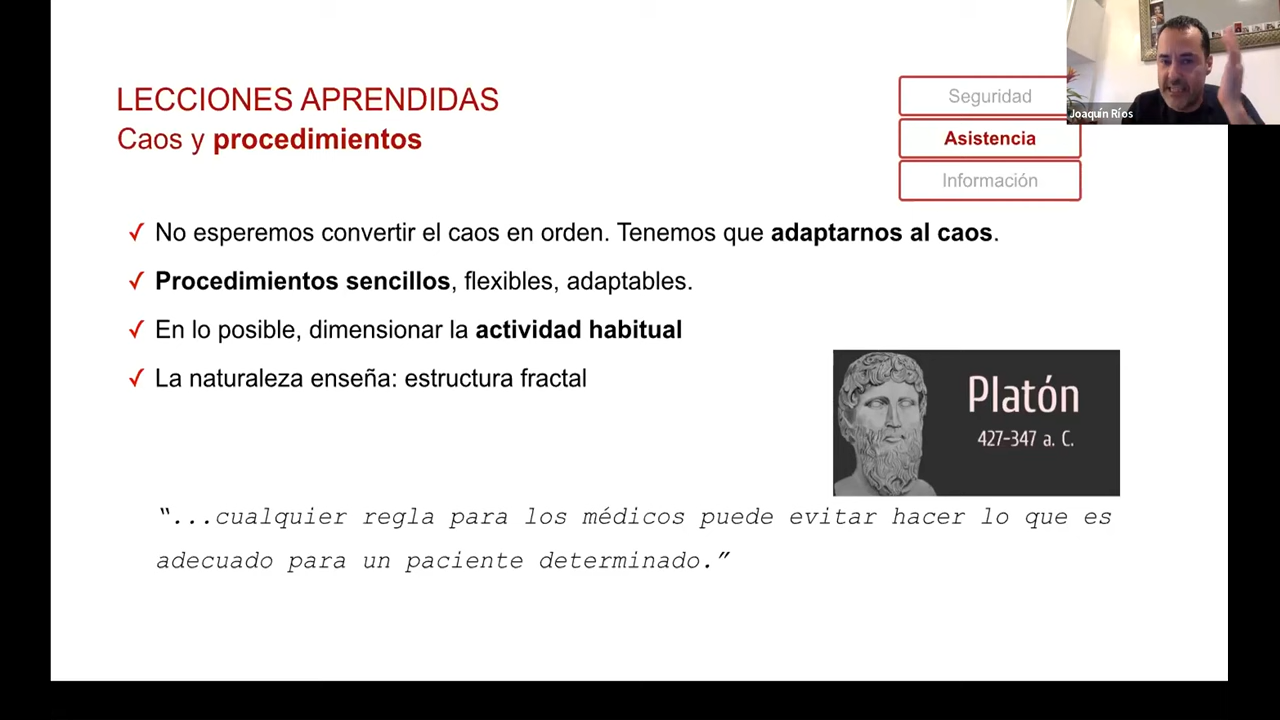 LECCIONES APRENDIDAS
Caos y procedimientos
Seguridad
Asistencia
Información
Joaquín Ríos
✓ No esperemos convertir el caos en orden. Tenemos que adaptarnos al caos.
✓ Procedimientos sencillos, flexibles, adaptables.
✓ En lo posible, dimensionar la actividad habitual
✓ La naturaleza enseña: estructura fractal
Platón
427-347 a. C.
“...cualquier regla para los médicos puede evitar hacer lo que es
adecuado para un paciente determinado.”